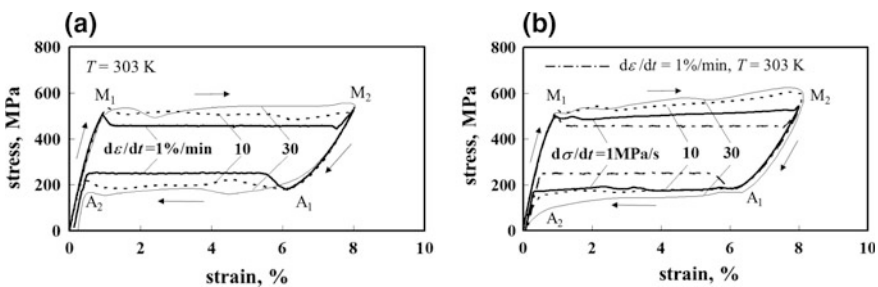 (a)
800
600
400
200
0
stress, MPa
T = 303 K
M₁
M₂
dε/dt=1%/min
10
30
A₂
A₁
0
2
4
6
8
10
strain, %
(b)
800
600
400
200
0
stress, MPa
dε/dt = 1%/min, T = 303 K
M₁
M₂
dσ/dt=1MPa/s
10
30
A₂
A₁
0
2
4
6
8
10
strain, %